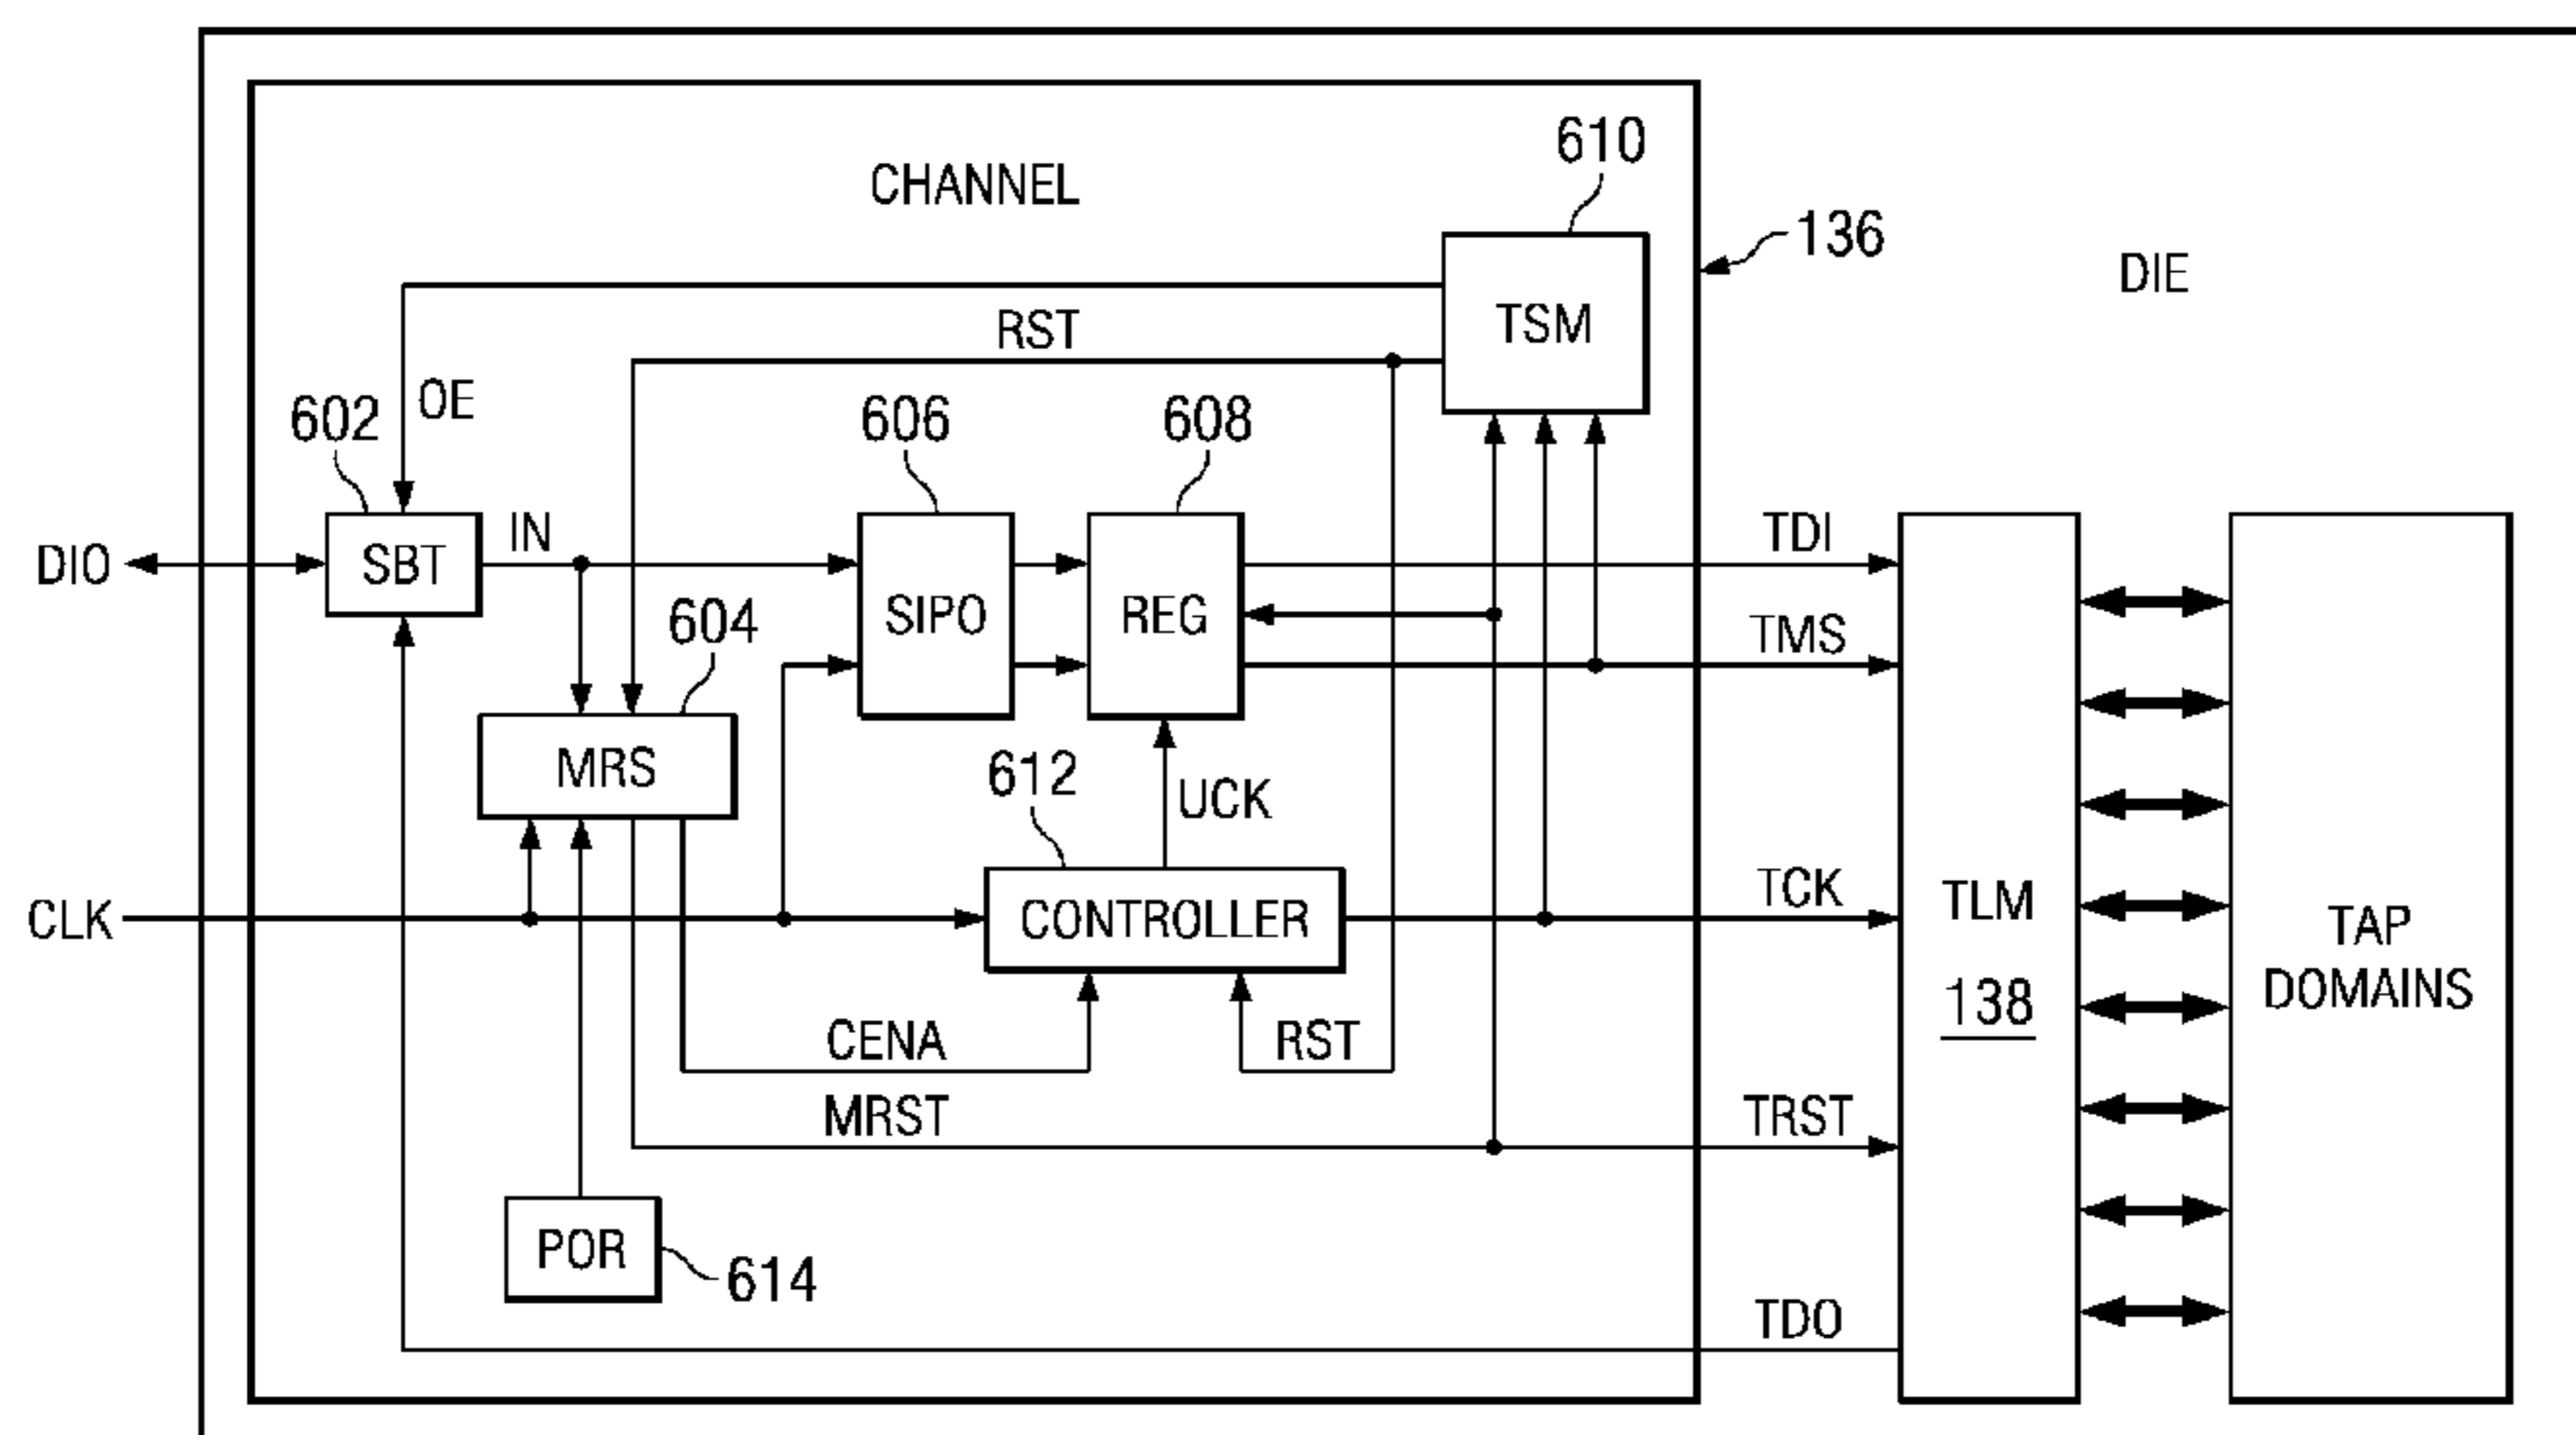 CHANNEL
610
136
DIE
TSM
RST
OE
602
606
608
IN
TDI
DIO
SBT
SIPO
REG
604
TMS
MRS
612
UCK
CLK
CONTROLLER
TCK
TLM
138
TAP
DOMAINS
CENA
RST
MRST
TRST
POR
614
TDO